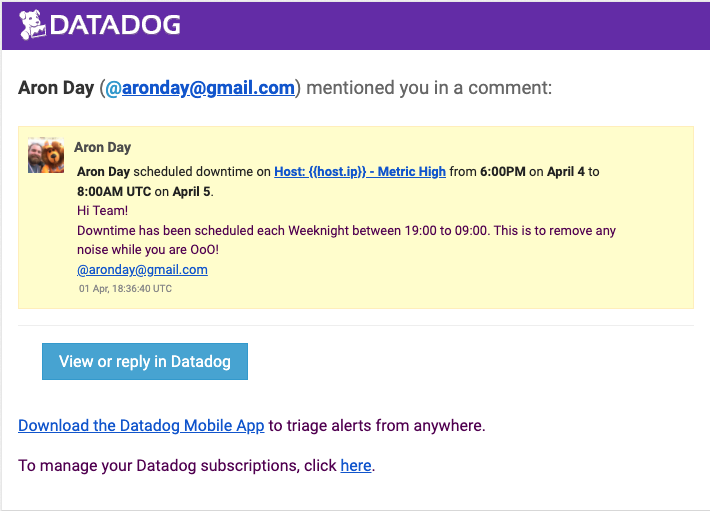 DATADOG
Aron Day (@aronday@gmail.com) mentioned you in a comment:
Aron Day
Aron Day scheduled downtime on Host: {{host.ip}} - Metric High from 6:00PM on April 4 to
8:00AM UTC on April 5.
Hi Team!
Downtime has been scheduled each Weeknight between 19:00 to 09:00. This is to remove any
noise while you are OoO!
@aronday@gmail.com
01 Apr, 18:36:40 UTC
View or reply in Datadog
Download the Datadog Mobile App to triage alerts from anywhere.
To manage your Datadog subscriptions, click here.